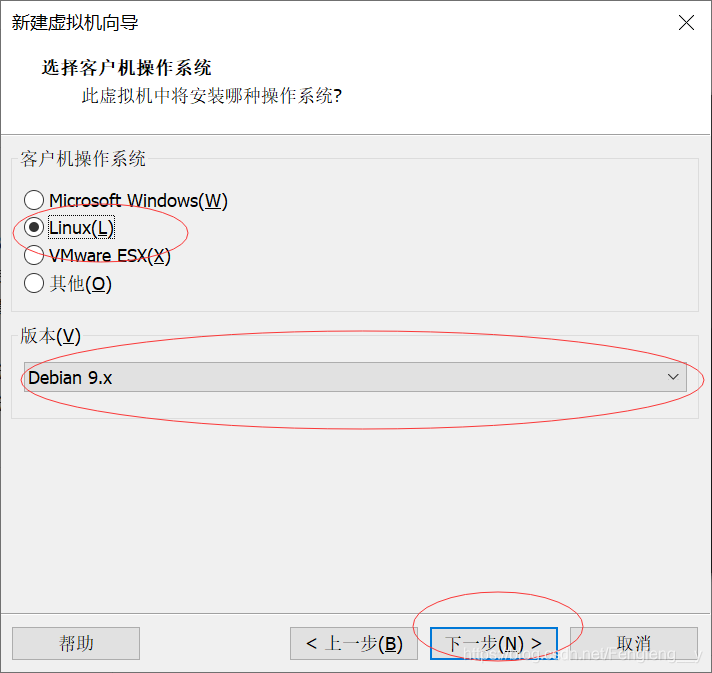 新建虚拟机向导
选择客户机操作系统
此虚拟机中将安装哪种操作系统?
客户机操作系统
Microsoft Windows(W)
Linux(L)
VMware ESX(X)
其他(O)
版本(V)
Debian 9.x
帮助
< 上一步(B)
下一步(N) >
取消
https://blog.csdn.net/Fengfeng__y